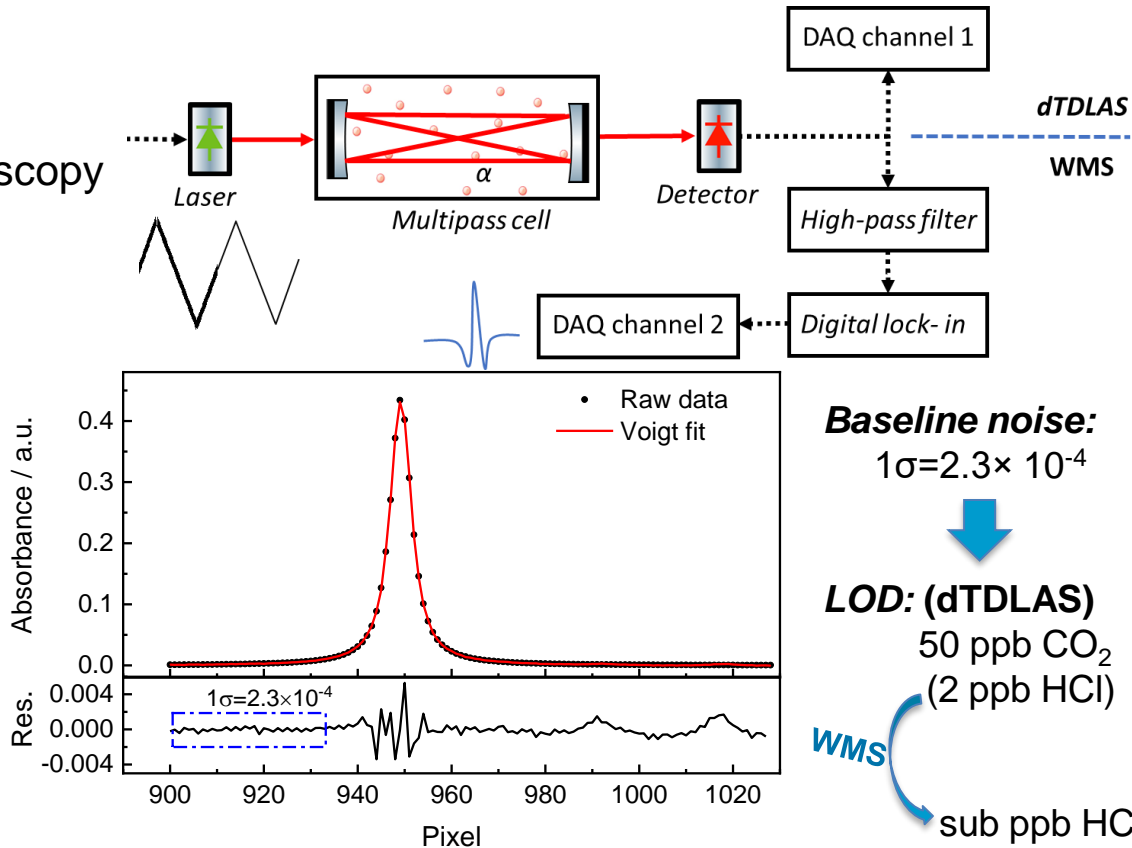 DAQ channel 1
dTDLAS
WMS
scopy
Laser
α
Multipass cell
Detector
High-pass filter
DAQ channel 2
Digital lock- in
Raw data
Voigt fit
Absorbance / a.u.
0.4
0.3
0.2
0.1
0.0
1σ=2.3×10⁻⁴
Res.
0.004
0.000
-0.004
900 920 940 960 980 1000 1020
Pixel
Baseline noise:
1σ=2.3× 10⁻⁴
LOD: (dTDLAS)
50 ppb CO₂
(2 ppb HCl)
WMS
sub ppb HC